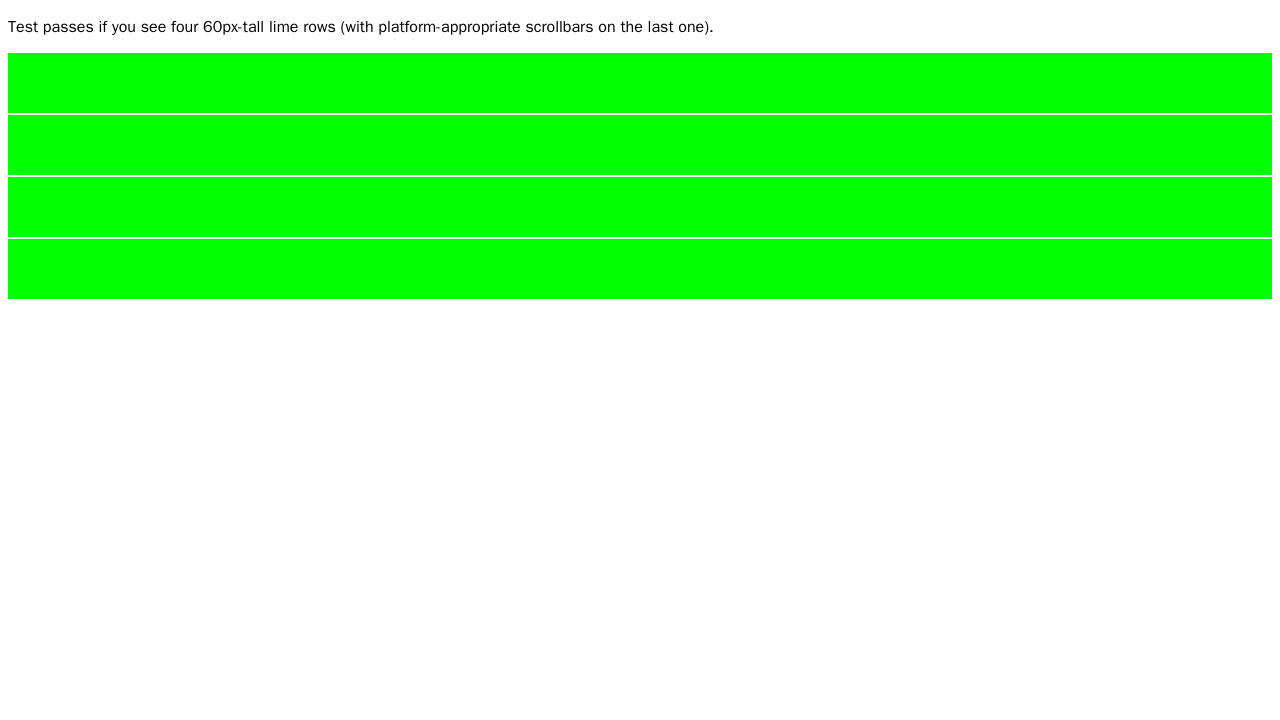 Test passes if you see four 60px-tall lime rows (with platform-appropriate scrollbars on the last one).